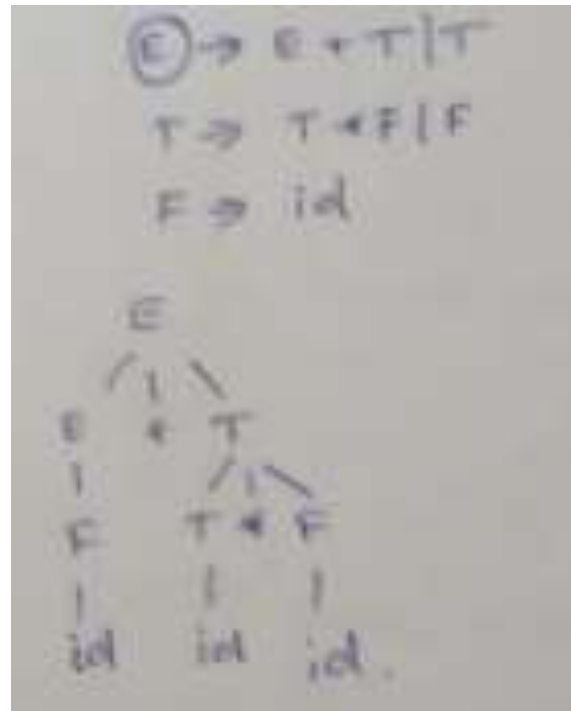 E → E + T | T
T → T * F | F
F → id
E
E + T
F T * F
id id id.